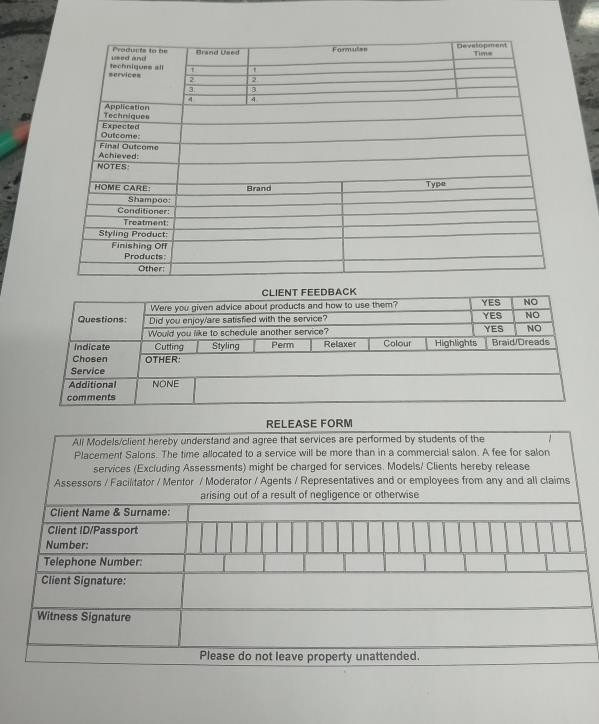 Products to be used and techniques all services
Brand Used
Formulae
Development Time
1. 1.
2. 2.
3. 3.
4. 4.
Application Techniques
Expected Outcome:
Final Outcome Achieved:
NOTES:
HOME CARE: Brand Type
Shampoo:
Conditioner:
Treatment:
Styling Product:
Finishing Off Products:
Other:
CLIENT FEEDBACK
Questions:
Were you given advice about products and how to use them? YES NO
Did you enjoy/are satisfied with the service? YES NO
Would you like to schedule another service? YES NO
Indicate Chosen Service
Cutting Styling Perm Relaxer Colour Highlights Braid/Dreads
OTHER:
Additional comments
NONE
RELEASE FORM
All Models/client hereby understand and agree that services are performed by students of the /
Placement Salons. The time allocated to a service will be more than in a commercial salon. A fee for salon
services (Excluding Assessments) might be charged for services. Models/ Clients hereby release
Assessors / Facilitator / Mentor / Moderator / Agents / Representatives and or employees from any and all claims
arising out of a result of negligence or otherwise
Client Name & Surname:
Client ID/Passport
Number:
Telephone Number:
Client Signature:
Witness Signature
Please do not leave property unattended.